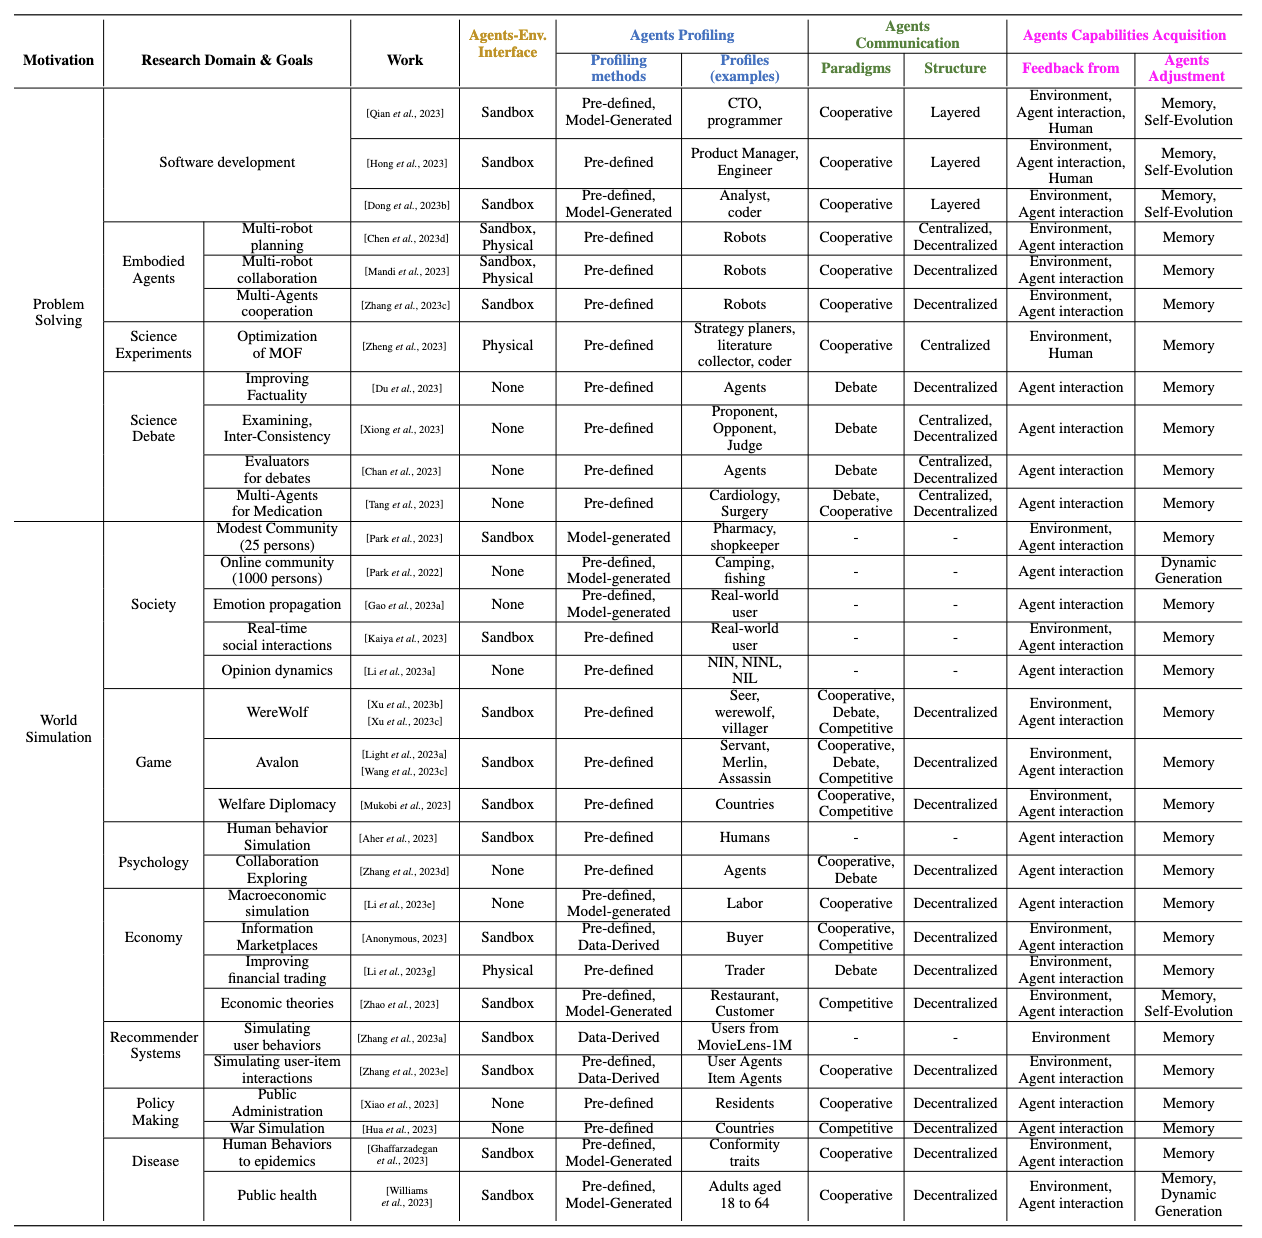 Motivation Research Domain & Goals Work Agents-Env. Interface Agents Profiling Agents Communication Agents Capabilities Acquisition
Profiling methods Profiles (examples) Paradigms Structure Feedback from Agents Adjustment
Problem Solving
Software development [Qian et al., 2023] Sandbox Pre-defined, Model-Generated CTO, programmer Cooperative Layered Environment, Agent interaction, Human Memory, Self-Evolution
[Hong et al., 2023] Sandbox Pre-defined Product Manager, Engineer Cooperative Layered Environment, Agent interaction, Human Memory, Self-Evolution
[Dong et al., 2023b] Sandbox Pre-defined, Model-Generated Analyst, coder Cooperative Layered Environment, Agent interaction Memory, Self-Evolution
Embodied Agents Multi-robot planning [Chen et al., 2023d] Sandbox, Physical Pre-defined Robots Cooperative Centralized, Decentralized Environment, Agent interaction Memory
Multi-robot collaboration [Mandi et al., 2023] Sandbox, Physical Pre-defined Robots Cooperative Decentralized Environment, Agent interaction Memory
Multi-Agents cooperation [Zhang et al., 2023c] Sandbox Pre-defined Robots Cooperative Decentralized Environment, Agent interaction Memory
Science Experiments Optimization of MOF [Zheng et al., 2023] Physical Pre-defined Strategy planers, literature collector, coder Cooperative Centralized Environment, Human Memory
Science Debate Improving Factuality [Du et al., 2023] None Pre-defined Agents Debate Decentralized Agent interaction Memory
Examining, Inter-Consistency [Xiong et al., 2023] None Pre-defined Proponent, Opponent, Judge Debate Centralized, Decentralized Agent interaction Memory
Evaluators for debates [Chan et al., 2023] None Pre-defined Agents Debate Centralized, Decentralized Agent interaction Memory
Multi-Agents for Medication [Tang et al., 2023] None Pre-defined Cardiology, Surgery Debate, Cooperative Centralized, Decentralized Agent interaction Memory
World Simulation
Society Modest Community (25 persons) [Park et al., 2023] Sandbox Model-generated Pharmacy, shopkeeper - - Environment, Agent interaction Memory
Online community (1000 persons) [Park et al., 2022] None Pre-defined, Model-generated Camping, fishing - - Agent interaction Dynamic Generation
Emotion propagation [Gao et al., 2023a] None Pre-defined, Model-generated Real-world user - - Agent interaction Memory
Real-time social interactions [Kaiya et al., 2023] Sandbox Pre-defined Real-world user - - Environment, Agent interaction Memory
Opinion dynamics [Li et al., 2023a] None Pre-defined NIN, NINL, NIL - - Agent interaction Memory
Game WereWolf [Xu et al., 2023b] [Xu et al., 2023c] Sandbox Pre-defined Seer, werewolf, villager Cooperative, Debate, Competitive Decentralized Environment, Agent interaction Memory
Avalon [Light et al., 2023a] [Wang et al., 2023c] Sandbox Pre-defined Servant, Merlin, Assassin Cooperative, Debate, Competitive Decentralized Environment, Agent interaction Memory
Welfare Diplomacy [Mukobi et al., 2023] Sandbox Pre-defined Countries Cooperative, Competitive Decentralized Environment, Agent interaction Memory
Psychology Human behavior Simulation [Aher et al., 2023] Sandbox Pre-defined Humans - - Agent interaction Memory
Collaboration Exploring [Zhang et al., 2023d] None Pre-defined Agents Cooperative, Debate Decentralized Agent interaction Memory
Economy Macroeconomic simulation [Li et al., 2023e] None Pre-defined, Model-generated Labor Cooperative Decentralized Agent interaction Memory
Information Marketplaces [Anonymous, 2023] Sandbox Pre-defined, Data-Derived Buyer Cooperative, Competitive Decentralized Environment, Agent interaction Memory
Improving financial trading [Li et al., 2023g] Physical Pre-defined Trader Debate Decentralized Environment, Agent interaction Memory
Economic theories [Zhao et al., 2023] Sandbox Pre-defined, Model-Generated Restaurant, Customer Competitive Decentralized Environment, Agent interaction Memory, Self-Evolution
Recommender Systems Simulating user behaviors [Zhang et al., 2023a] Sandbox Data-Derived Users from MovieLens-1M - - Environment Memory
Simulating user-item interactions [Zhang et al., 2023e] Sandbox Pre-defined, Data-Derived User Agents Item Agents Cooperative Decentralized Environment, Agent interaction Memory
Policy Making Public Administration [Xiao et al., 2023] None Pre-defined Residents Cooperative Decentralized Agent interaction Memory
War Simulation [Hua et al., 2023] None Pre-defined Countries Competitive Decentralized Agent interaction Memory
Disease Human Behaviors to epidemics [Ghaffarzadegan et al., 2023] Sandbox Pre-defined, Model-Generated Conformity traits Cooperative Decentralized Environment, Agent interaction Memory
Public health [Williams et al., 2023] Sandbox Pre-defined, Model-Generated Adults aged 18 to 64 Cooperative Decentralized Environment, Agent interaction Memory, Dynamic Generation